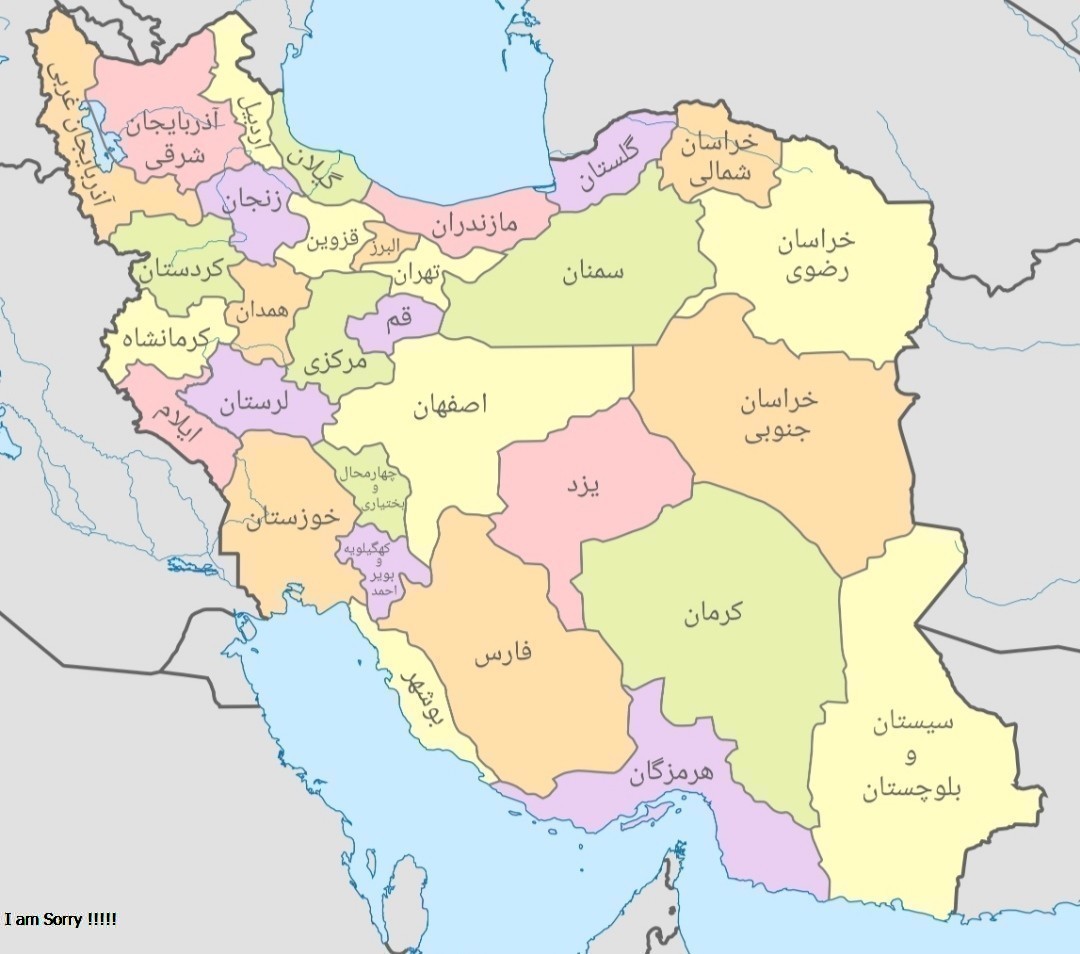 آذربایجان غربی
آذربایجان
شرقی
اردبیل
گیلان
زنجان
مازندران
گلستان
خراسان
شمالی
خراسان
رضوی
سمنان
قزوین
البرز
تهران
کردستان
همدان
قم
مرکزی
کرمانشاه
لرستان
ایلام
اصفهان
خراسان
جنوبی
یزد
چهارمحال
و
بختیاری
خوزستان
کهگیلویه
و
بویر
احمد
کرمان
فارس
بوشهر
هرمزگان
سیستان
و
بلوچستان
I am Sorry !!!!!